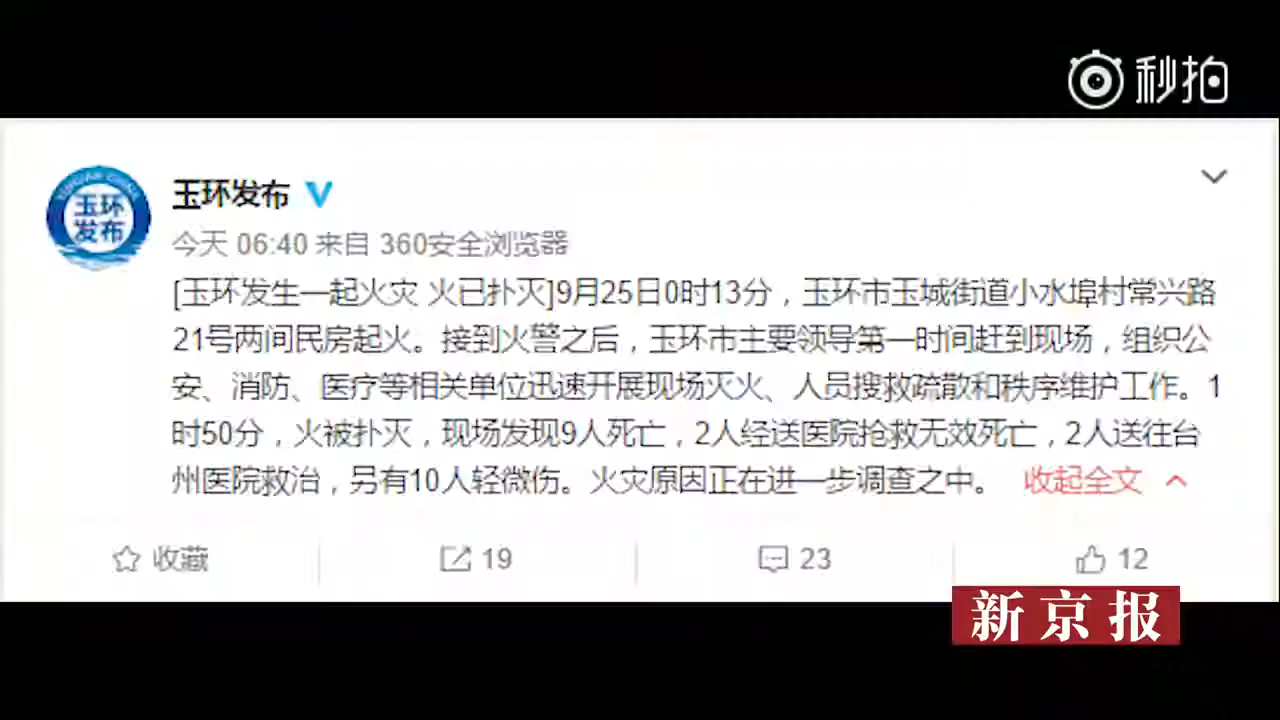 秒拍
玉环发布
今天 06:40 来自 360安全浏览器
YUHUAN CHINA
玉环
发布
[玉环发生一起火灾 火已扑灭]9月25日0时13分，玉环市玉城街道小水埠村常兴路
21号两间民房起火。接到火警之后，玉环市主要领导第一时间赶到现场，组织公
安、消防、医疗等相关单位迅速开展现场灭火、人员搜救疏散和秩序维护工作。1
时50分，火被扑灭，现场发现9人死亡，2人经送医院抢救无效死亡，2人送往台
州医院救治，另有10人轻微伤。火灾原因正在进一步调查之中。 收起全文
收藏 19 23 12
新京报